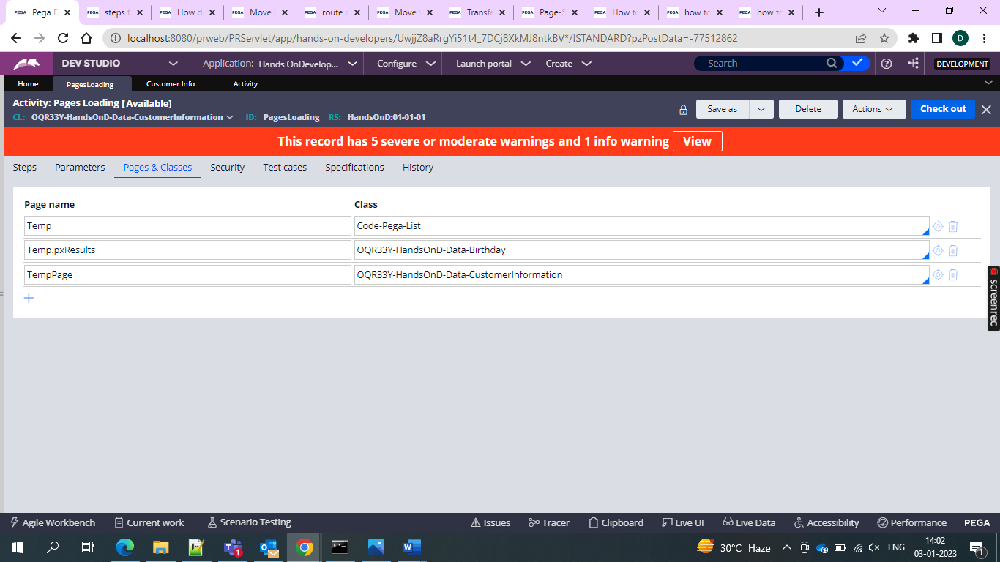 PEGA Pega D
PEGA steps f
PEGA How d
PEGA Move
PEGA route c
PEGA Move
PEGA Transfe
PEGA Page-S
PEGA How to
PEGA how to
PEGA how to
localhost:8080/prweb/PRServlet/app/hands-on-developers/UwjjZ8aRrgYi51t4_7DCj8XkMJ8ntkBV*/!STANDARD?pzPostData=-77512862
D
DEV STUDIO Application: Hands OnDevelop... Configure Launch portal Create Search DEVELOPMENT
Home PagesLoading Customer Info... Activity
Activity: Pages Loading [Available]
CL: OQR33Y-HandsOnD-Data-CustomerInformation ID: PagesLoading RS: HandsOnD:01-01-01
Save as Delete Actions Check out
This record has 5 severe or moderate warnings and 1 info warning View
Steps Parameters Pages & Classes Security Test cases Specifications History
Page name Class
Temp Code-Pega-List
Temp.pxResults OQR33Y-HandsOnD-Data-Birthday
TempPage OQR33Y-HandsOnD-Data-CustomerInformation
screenrec
Agile Workbench Current work Scenario Testing Issues Tracer Clipboard Live UI Live Data Accessibility Performance PEGA
1
30°C Haze ENG 14:02
03-01-2023
1